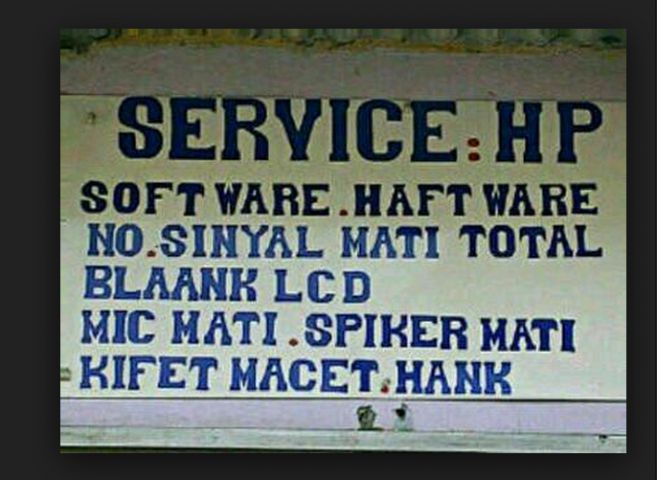 SERVICE:HP
SOFTWARE.HAFTWARE
NO.SINYAL MATI TOTAL
BLAANK LCD
MIC MATI.SPIKER MATI
KIFET MACET.HANK